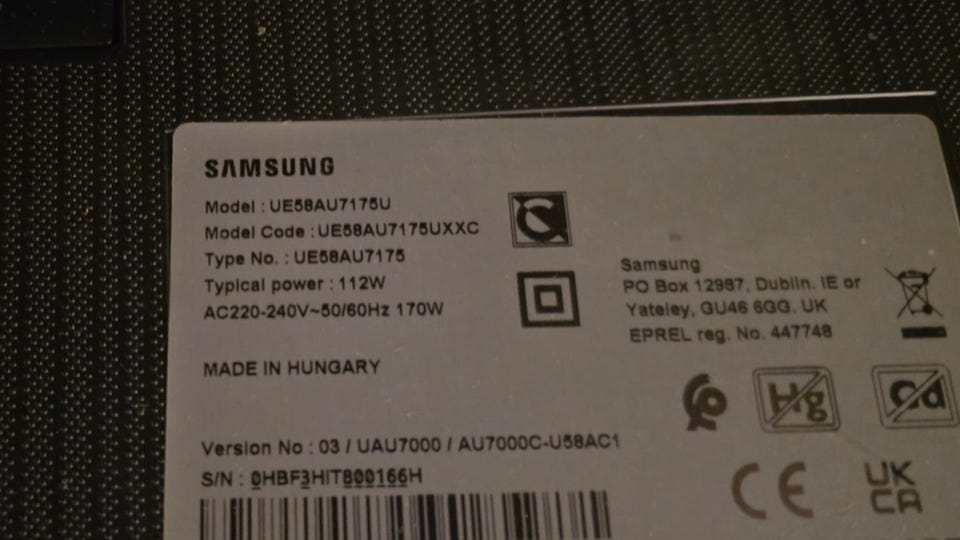 SAMSUNG
Model : UE58AU7175U
Model Code : UE58AU7175UXXC
Type No. : UE58AU7175
Typical power : 112W
AC220-240V~50/60Hz 170W
MADE IN HUNGARY
Version No : 03 / UAU7000 / AU7000C-U58AC1
S/N : 0HBF3HIT800166H
Samsung
PO Box 12987, Dublin. IE or
Yateley, GU46 6GG. UK
EPREL reg. No. 447748
Hg
Cd
CE
UK
CA